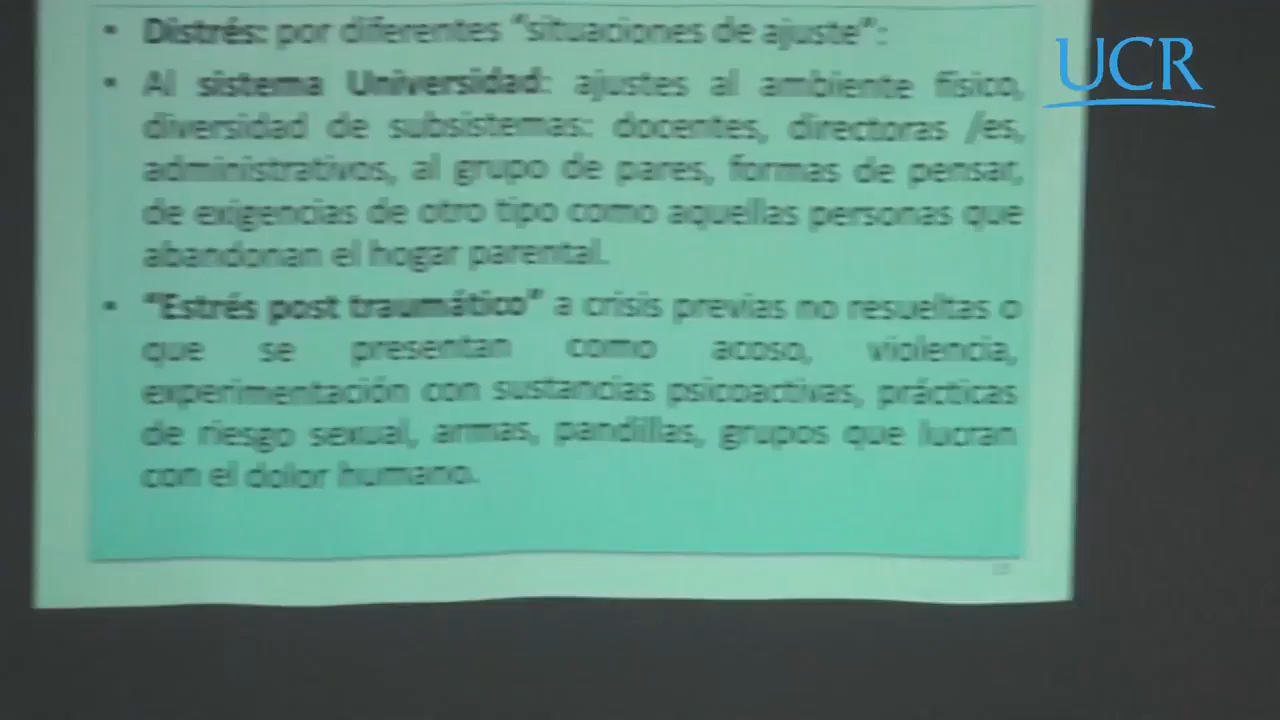 • Distrés: por diferentes “situaciones de ajuste”:
• Al sistema Universidad: ajustes al ambiente físico,
diversidad de subsistemas: docentes, directoras /es,
administrativos, al grupo de pares, formas de pensar,
de exigencias de otro tipo como aquellas personas que
abandonan el hogar parental.
• “Estrés post traumático” a crisis previas no resueltas o
que se presentan como acoso, violencia,
experimentación con sustancias psicoactivas, prácticas
de riesgo sexual, armas, pandillas, grupos que lucran
con el dolor humano.
UCR